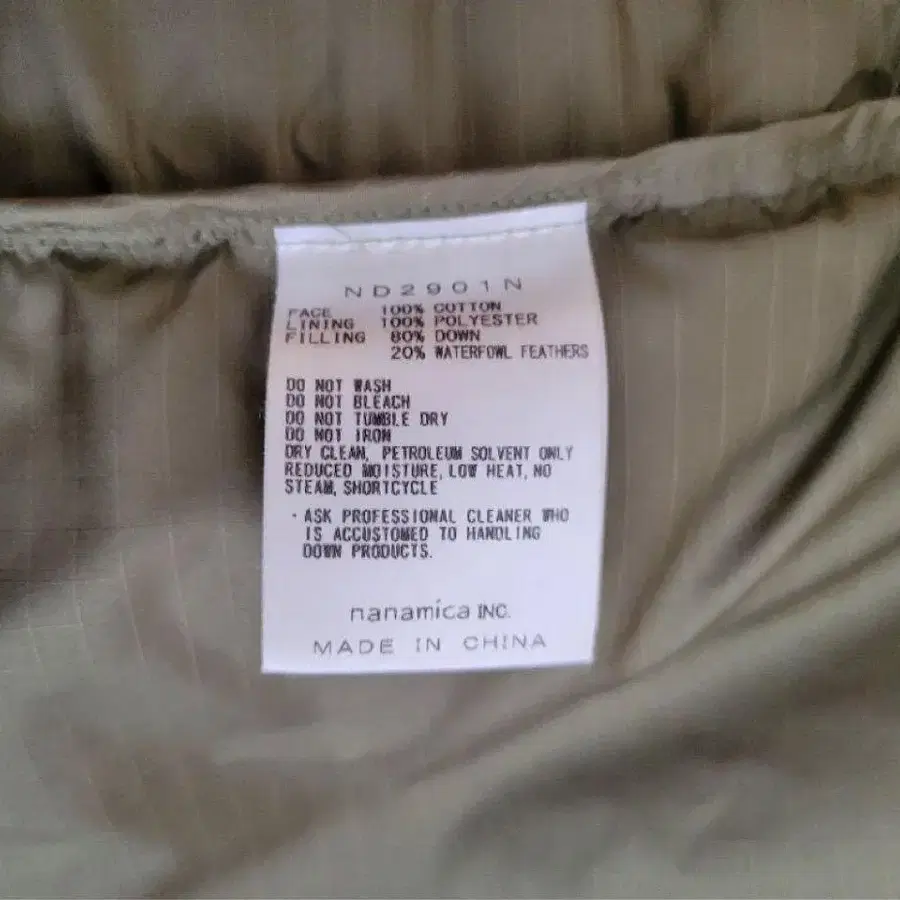 ND2901N
FACE 100% COTTON
LINING 100% POLYESTER
FILLING 80% DOWN
20% WATERFOWL FEATHERS
DO NOT WASH
DO NOT BLEACH
DO NOT TUMBLE DRY
DO NOT IRON
DRY CLEAN, PETROLEUM SOLVENT ONLY
REDUCED MOISTURE, LOW HEAT, NO
STEAM, SHORTCYCLE
・ASK PROFESSIONAL CLEANER WHO
IS ACCUSTOMED TO HANDLING
DOWN PRODUCTS.
nanamica INC.
MADE IN CHINA